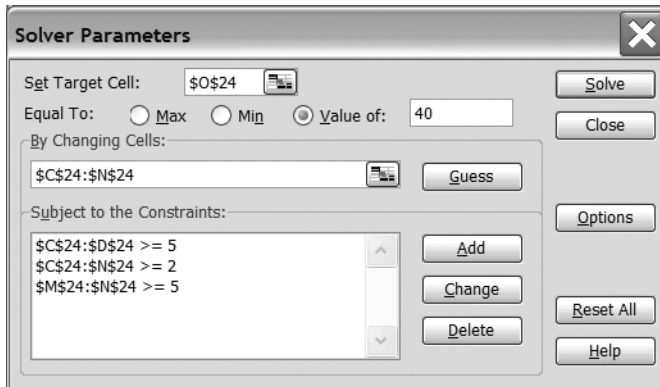 Solver Parameters
Set Target Cell: $O$24
Solve
Equal To: Max Min Value of: 40
Close
By Changing Cells:
$C$24:$N$24
Guess
Subject to the Constraints:
Options
$C$24:$D$24 >= 5
Add
$C$24:$N$24 >= 2
$M$24:$N$24 >= 5
Change
Reset All
Delete
Help